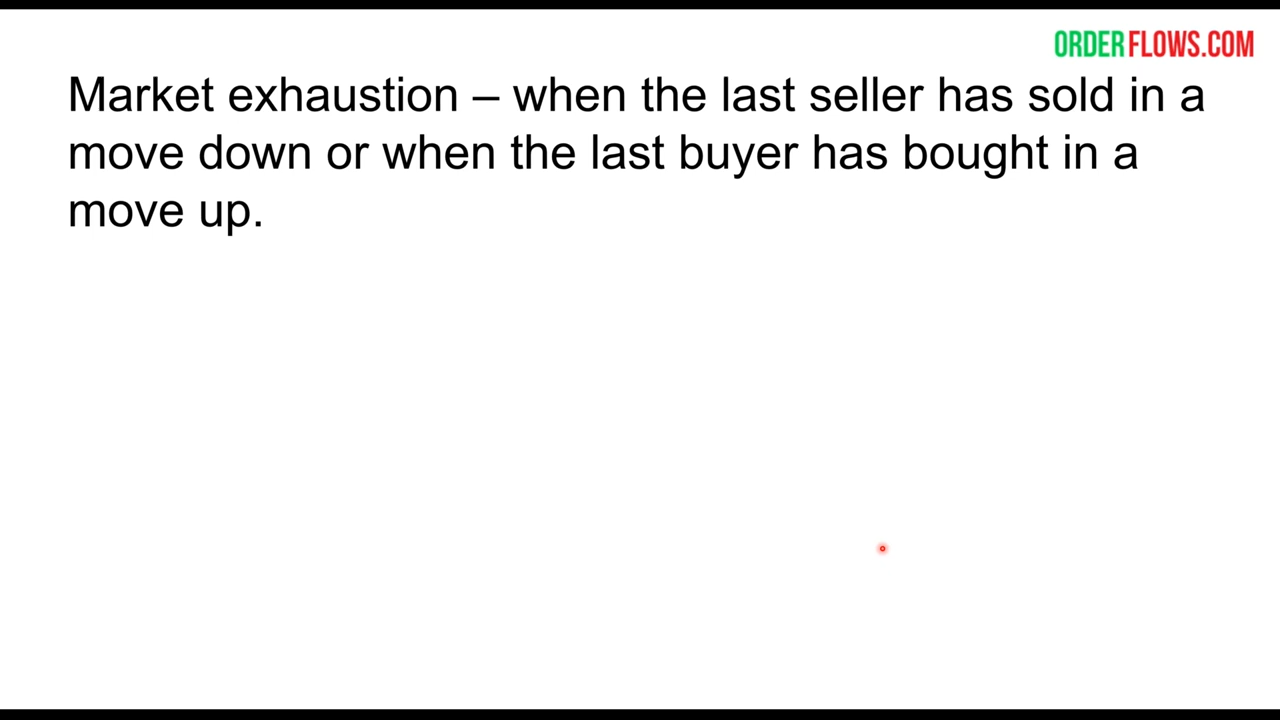 ORDERFLOWS.COM
Market exhaustion – when the last seller has sold in a
move down or when the last buyer has bought in a
move up.